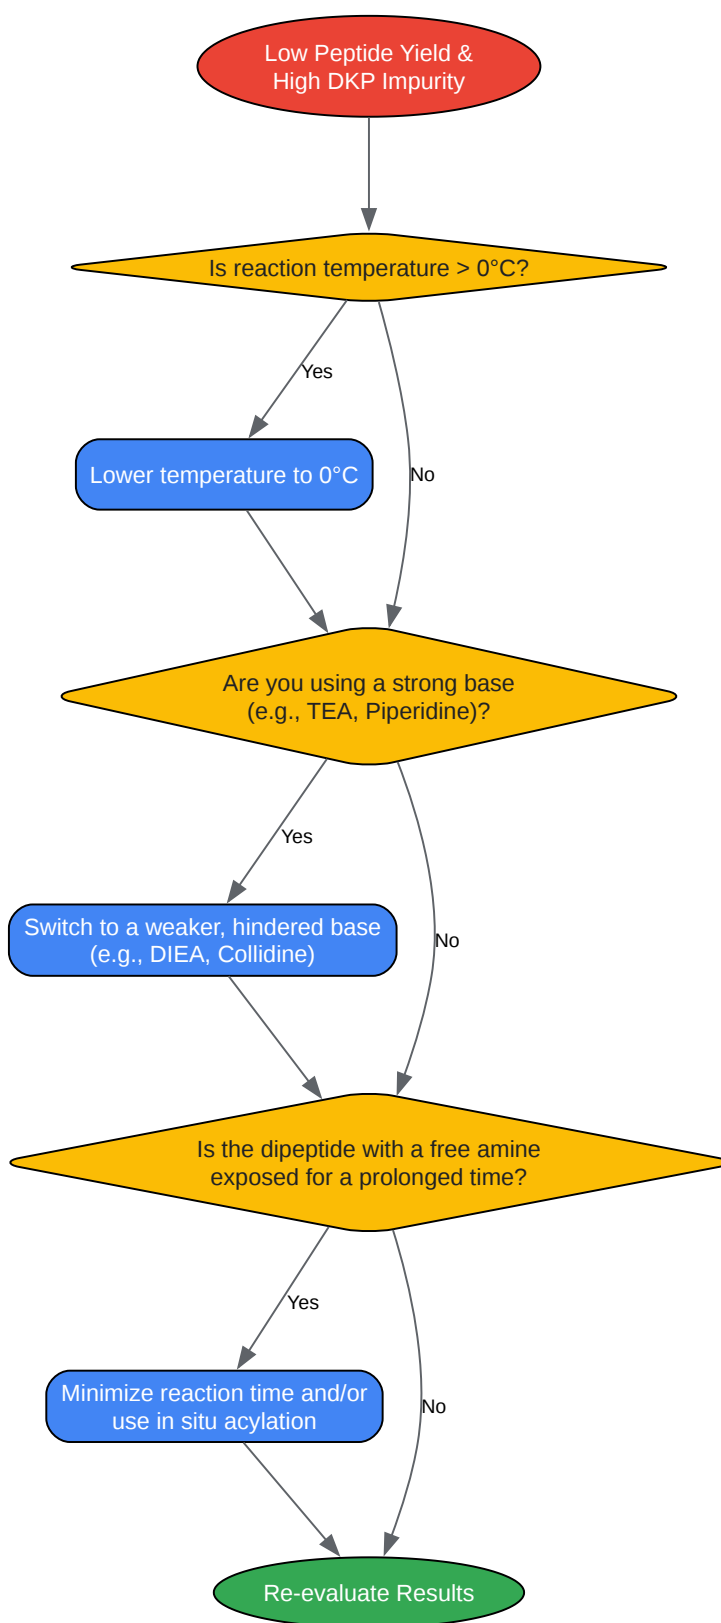 Low Peptide Yield &
High DKP Impurity
Is reaction temperature > 0°C?
Yes
Lower temperature to 0°C
No
Are you using a strong base
(e.g., TEA, Piperidine)?
Yes
Switch to a weaker, hindered base
(e.g., DIEA, Collidine)
No
Is the dipeptide with a free amine
exposed for a prolonged time?
Yes
Minimize reaction time and/or
use in situ acylation
No
Re-evaluate Results